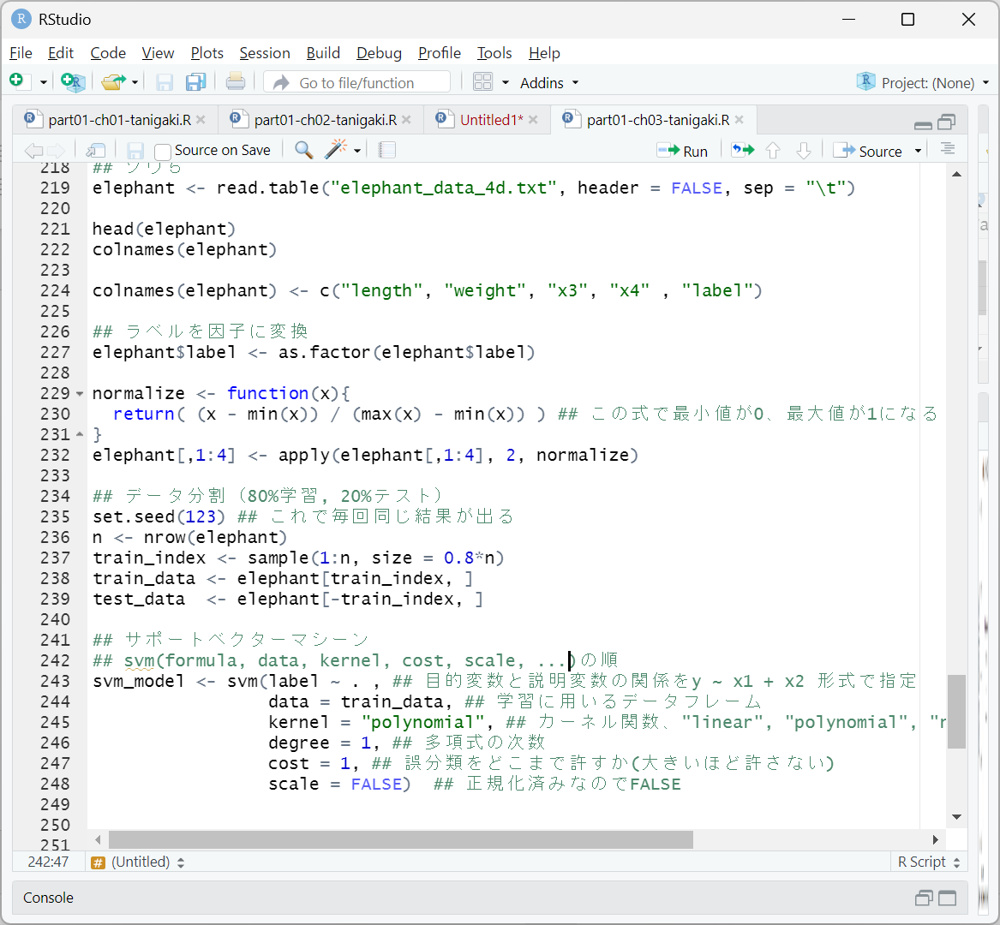 RStudio
File Edit Code View Plots Session Build Debug Profile Tools Help
Go to file/function Addins Project: (None)
part01-ch01-tanigaki.R part01-ch02-tanigaki.R Untitled1* part01-ch03-tanigaki.R
Source on Save Run Source
218 ##
219 elephant <- read.table("elephant_data_4d.txt", header = FALSE, sep = "\t")
220
221 head(elephant)
222 colnames(elephant)
223
224 colnames(elephant) <- c("length", "weight", "x3", "x4" , "label")
225
226 ## ラベルを因子に変換
227 elephant$label <- as.factor(elephant$label)
228
229 normalize <- function(x){
230   return( (x - min(x)) / (max(x) - min(x)) ) ## この式で最小値が0、最大値が1になる
231 }
232 elephant[,1:4] <- apply(elephant[,1:4], 2, normalize)
233
234 ## データ分割（80%学習, 20%テスト）
235 set.seed(123) ## これで毎回同じ結果が出る
236 n <- nrow(elephant)
237 train_index <- sample(1:n, size = 0.8*n)
238 train_data <- elephant[train_index, ]
239 test_data  <- elephant[-train_index, ]
240
241 ## サポートベクターマシーン
242 ## svm(formula, data, kernel, cost, scale, ...)の順
243 svm_model <- svm(label ~ . , ## 目的変数と説明変数の関係をy ~ x1 + x2 形式で指定
244                  data = train_data, ## 学習に用いるデータフレーム
245                  kernel = "polynomial", ## カーネル関数、"linear", "polynomial", "r
246                  degree = 1, ## 多項式の次数
247                  cost = 1, ## 誤分類をどこまで許すか(大きいほど許さない)
248                  scale = FALSE)  ## 正規化済みなのでFALSE
249
250
251
242:47 # (Untitled) R Script
Console